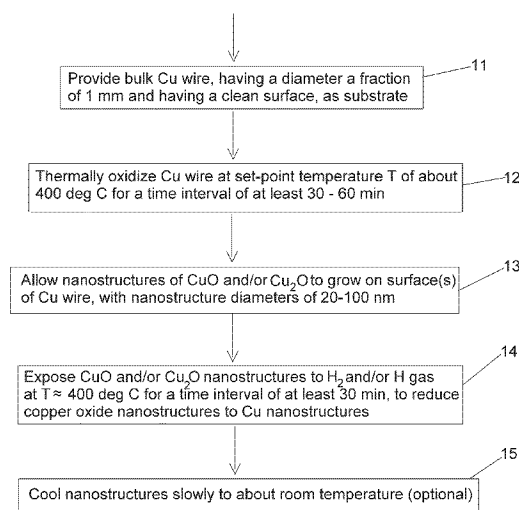 11
Provide bulk Cu wire, having a diameter a fraction
of 1 mm and having a clean surface, as substrate
Thermally oxidize Cu wire at set-point temperature T of about
400 deg C for a time interval of at least 30 - 60 min
12
13
Allow nanostructures of CuO and/or Cu₂O to grow on surface(s)
of Cu wire, with nanostructure diameters of 20-100 nm
14
Expose CuO and/or Cu₂O nanostructures to H₂ and/or H gas
at T≈ 400 deg C for a time interval of at least 30 min, to reduce
copper oxide nanostructures to Cu nanostructures
15
Cool nanostructures slowly to about room temperature (optional)